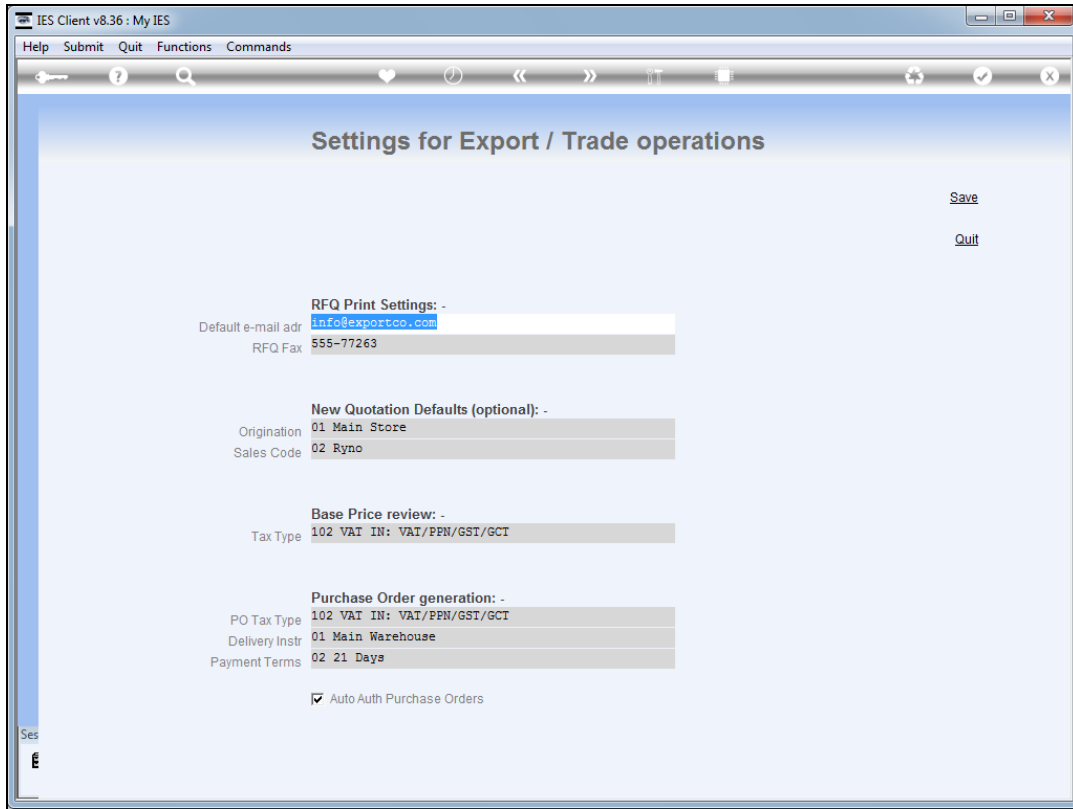 IES Client v8.36 : My IES
Help Submit Quit Functions Commands
Settings for Export / Trade operations
Save
Quit
RFQ Print Settings: -
Default e-mail adr info@exportco.com
RFQ Fax 555-77263
New Quotation Defaults (optional): -
Origination 01 Main Store
Sales Code 02 Ryno
Base Price review: -
Tax Type 102 VAT IN: VAT/PPN/GST/GCT
Purchase Order generation: -
PO Tax Type 102 VAT IN: VAT/PPN/GST/GCT
Delivery Instr 01 Main Warehouse
Payment Terms 02 21 Days
Auto Auth Purchase Orders
Ses